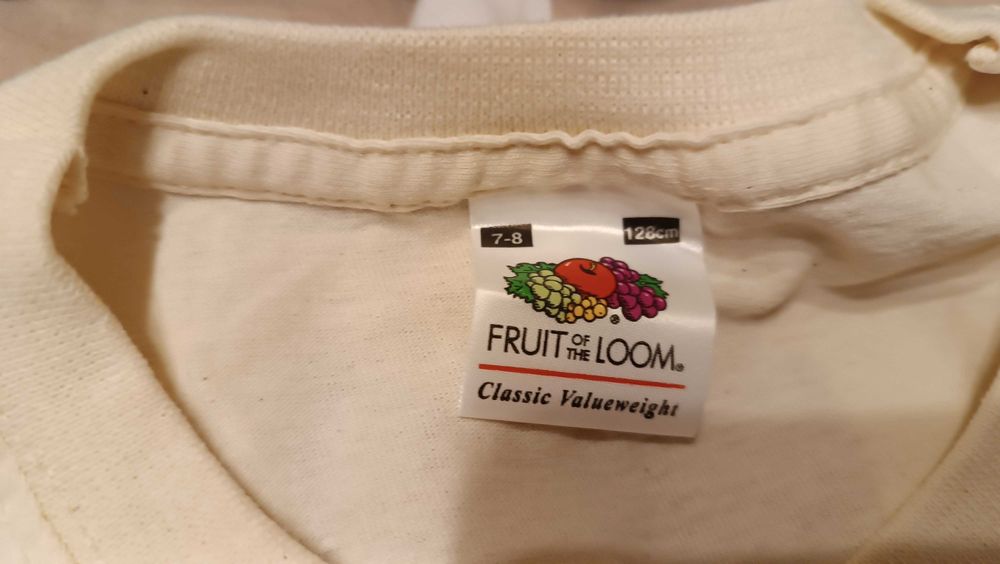 7-8 128cm
FRUIT OF THE LOOM®
Classic Valueweight